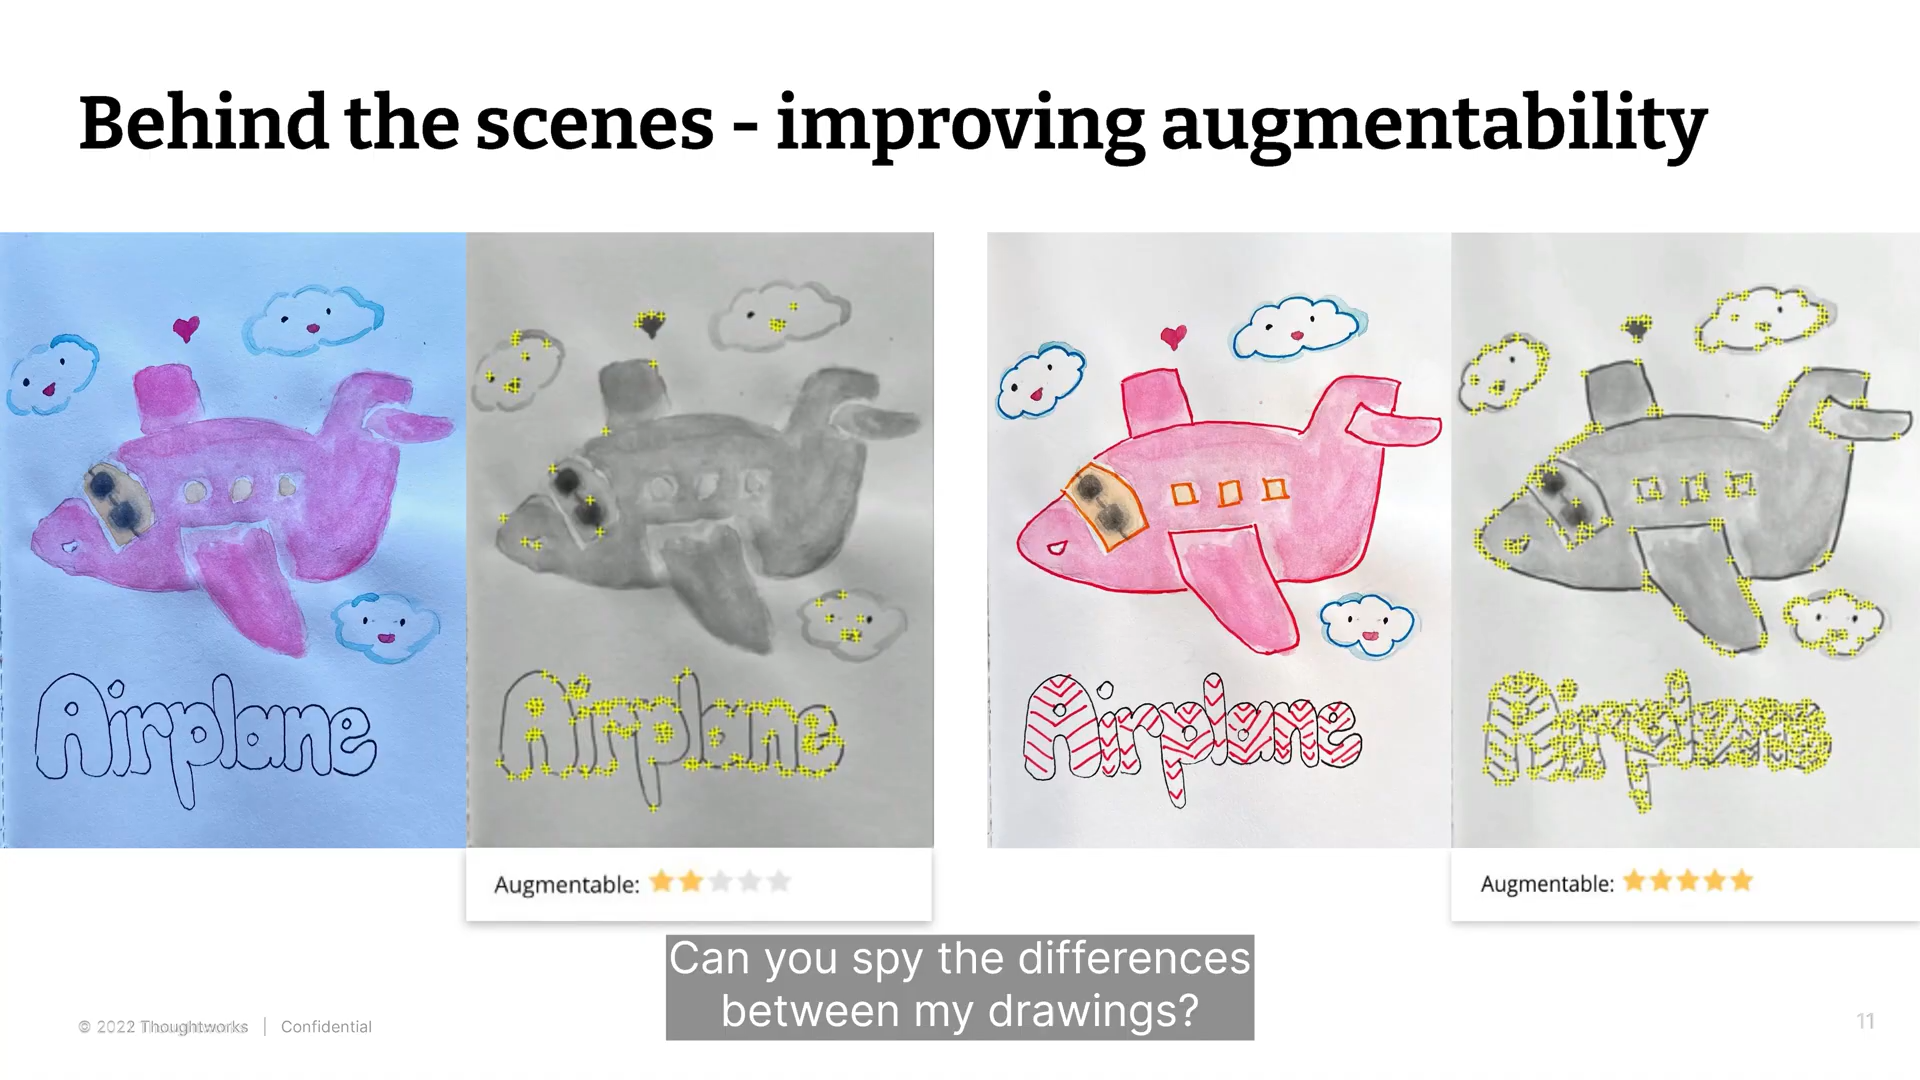 Behind the scenes - improving augmentability
Airplane
Airplane
Airplane
Airplane
Augmentable:
Augmentable:
Can you spy the differences
between my drawings?
© 2022 Thoughtworks | Confidential
11